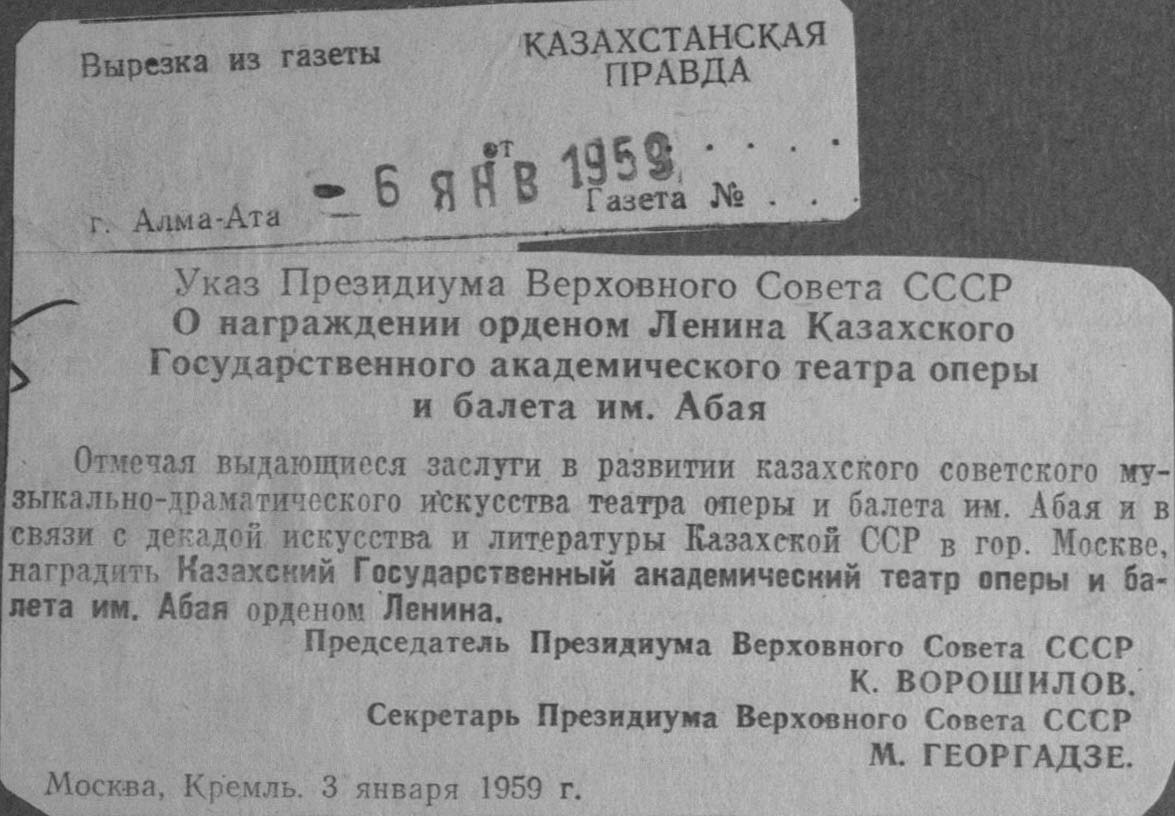 Вырезка из газеты
КАЗАХСТАНСКАЯ
ПРАВДА
от
- 6 ЯНВ 1959 . . . .
г. Алма-Ата
Газета № . . .
Указ Президиума Верховного Совета СССР
О награждении орденом Ленина Казахского
Государственного академического театра оперы
и балета им. Абая
Отмечая выдающиеся заслуги в развитии казахского советского му-
зыкально-драматического искусства театра оперы и балета им. Абая и в
связи с декадой искусства и литературы Казахской ССР в гор. Москве,
наградить Казахский Государственный академический театр оперы и ба-
лета им. Абая орденом Ленина.
Председатель Президиума Верховного Совета СССР
К. ВОРОШИЛОВ.
Секретарь Президиума Верховного Совета СССР
М. ГЕОРГАДЗЕ.
Москва, Кремль. 3 января 1959 г.